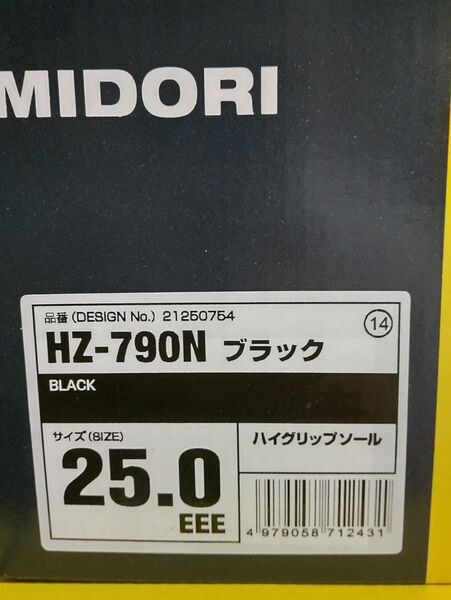 MIDORI
品番 (DESIGN No.) 21250754
14
HZ-790N ブラック
BLACK
サイズ (SIZE)
25.0
EEE
ハイグリップソール
4 979058 712431